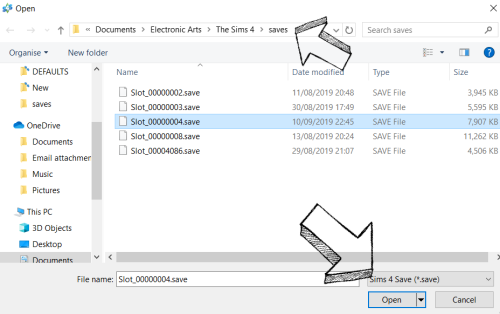 Open
« Documents > Electronic Arts > The Sims 4 > saves
Search saves
Organise
New folder
DEFAULTS
New
saves
OneDrive
Documents
Email attachmen
Music
Pictures
This PC
3D Objects
Desktop
Documents
Name Date modified Type Size
Slot_00000002.save 11/08/2019 20:48 SAVE File 3,945 KB
Slot_00000003.save 30/08/2019 17:49 SAVE File 5,595 KB
Slot_00000004.save 10/09/2019 22:45 SAVE File 7,907 KB
Slot_00000008.save 13/08/2019 20:24 SAVE File 11,262 KB
Slot_00004086.save 29/08/2019 21:07 SAVE File 4,506 KB
File name: Slot_00000004.save
Sims 4 Save (*.save)
Open
Cancel